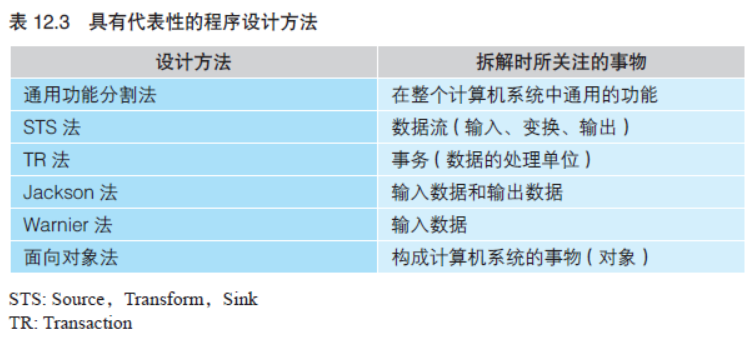 表 12.3 具有代表性的程序设计方法
设计方法 拆解时所关注的事物
通用功能分割法 在整个计算机系统中通用的功能
STS 法 数据流（输入、变换、输出）
TR 法 事务（数据的处理单位）
Jackson 法 输入数据和输出数据
Warnier 法 输入数据
面向对象法 构成计算机系统的事物（对象）
STS: Source，Transform，Sink
TR: Transaction